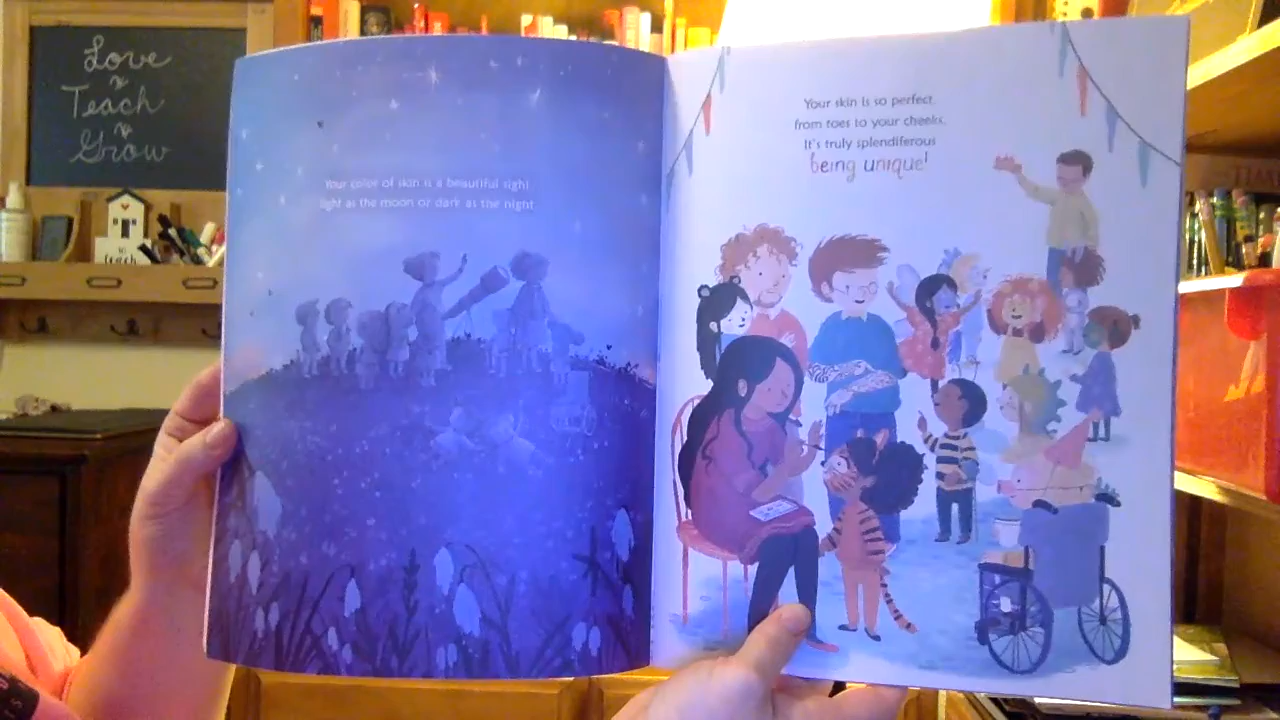 Love
Teach
Grow
Your color of skin is a beautiful sight
light as the moon or dark as the night
Your skin is so perfect,
from toes to your cheeks.
It's truly splendiferous
being unique!